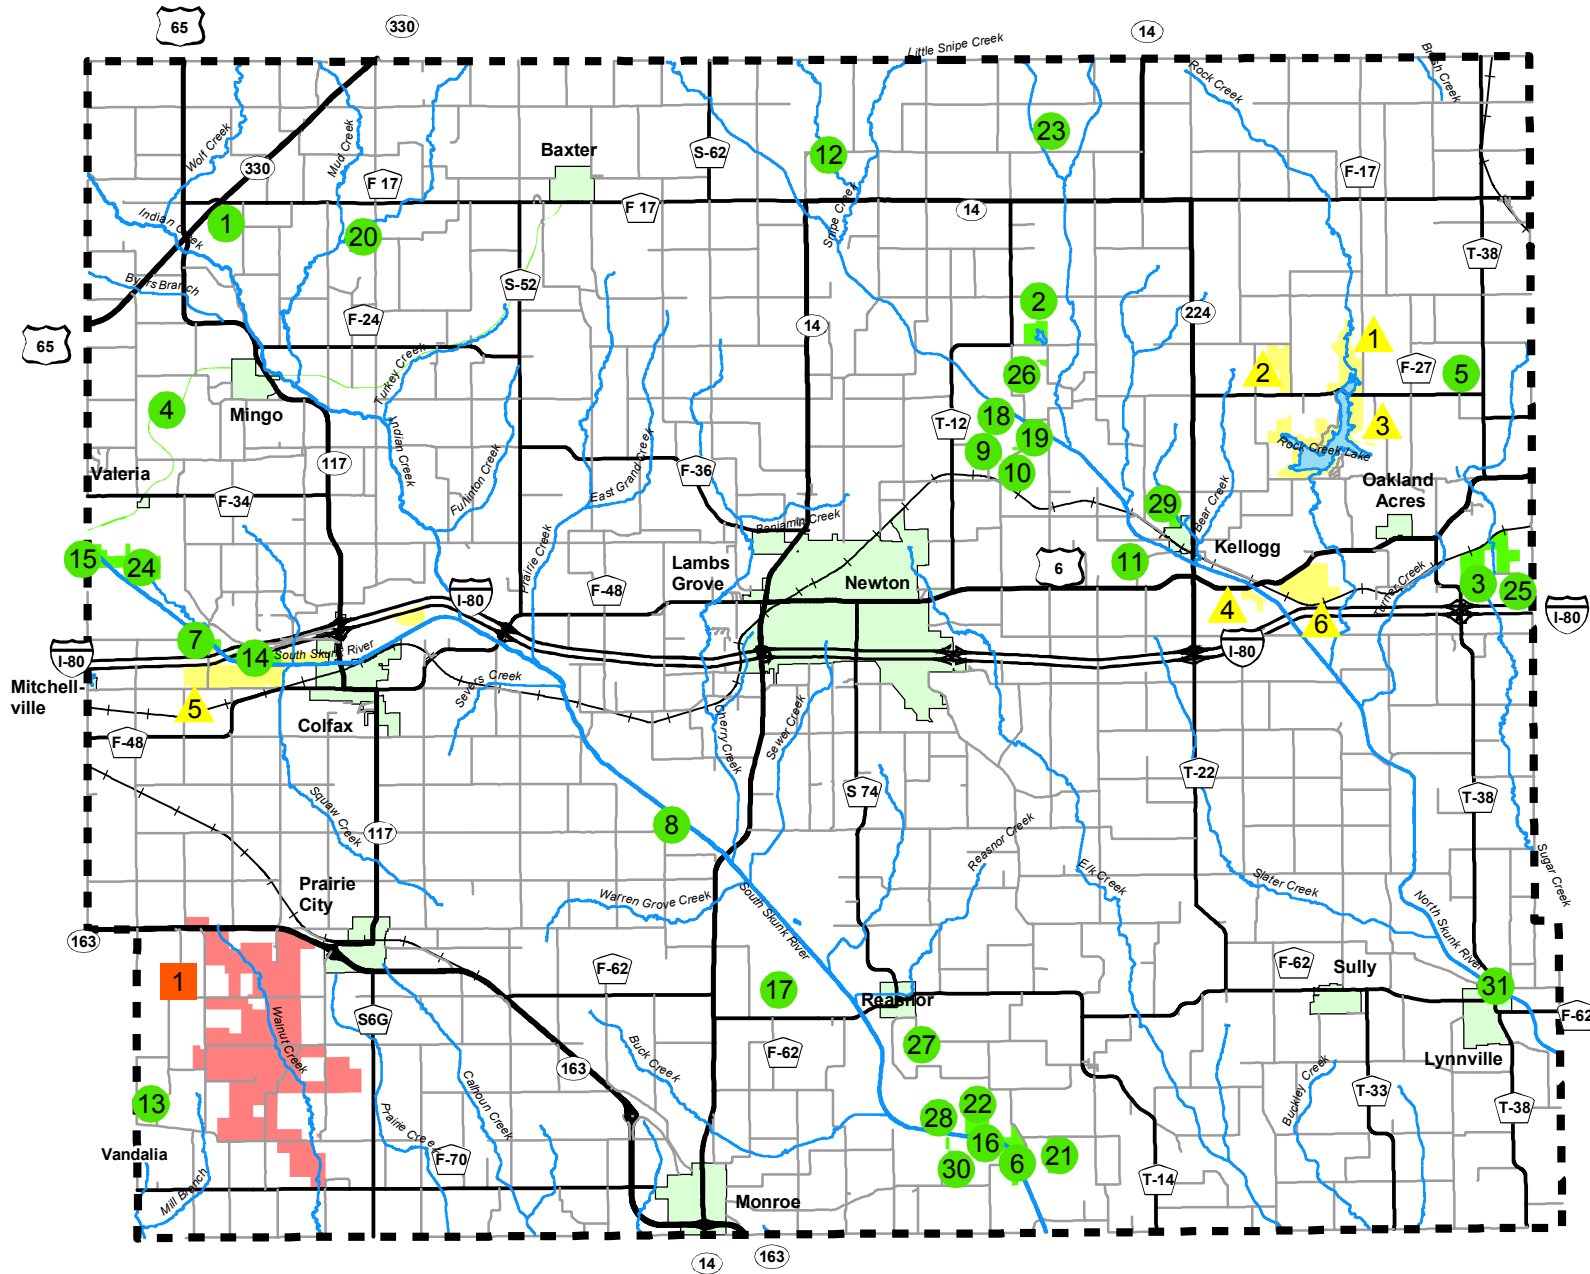 65
330
14
Little Snipe Creek
Rock Creek
Brush Creek
Wolf Creek
Mud Creek
330
F 17
Baxter
S-62
12
23
F-17
F 17
14
Snipe Creek
Indian Creek
1
20
Byers Branch
S-52
T-38
65
F-24
14
2
224
1
2
F-27
5
26
Turkey Creek
4
Mingo
Indian Creek
T-12
18
19
3
9
10
Rock Creek Lake
Valeria
117
F-34
Furlnton Creek
East Grand Creek
F-36
Oakland
Acres
29
Bear Creek
Benjamin Creek
15
24
Prairie Creek
Lambs
Grove
Newton
6
11
Kellogg
F-48
I-80
Turner Creek
3
25
4
6
I-80
7
14
South Skunk River
I-80
I-80
Mitchell-
ville
5
Severs Creek
Colfax
F-48
Cherry Creek
Sewer Creek
T-22
Squaw Creek
117
8
S 74
T-38
Reasnor Creek
Elk Creek
Slater Creek
Sugar Creek
Prairie
City
Warren Grove Creek
South Skunk River
North Skunk River
163
1
F-62
F-62
Sully
17
Reasnor
31
Walnut Creek
S6G
F-62
Lynnville
F-62
27
Buck Creek
163
Calhoun Creek
Prairie Creek
13
Vandalia
Mill Branch
F-70
22
28
16
6
21
30
Buckley Creek
T-33
T-38
T-14
Monroe
14
163